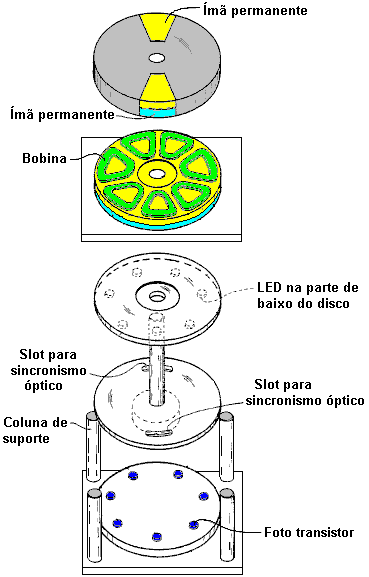 Ímã permanente
Ímã permanente
Bobina
LED na parte de
baixo do disco
Slot para
sincronismo
óptico
Slot para
sincronismo óptico
Coluna de
suporte
Foto transistor